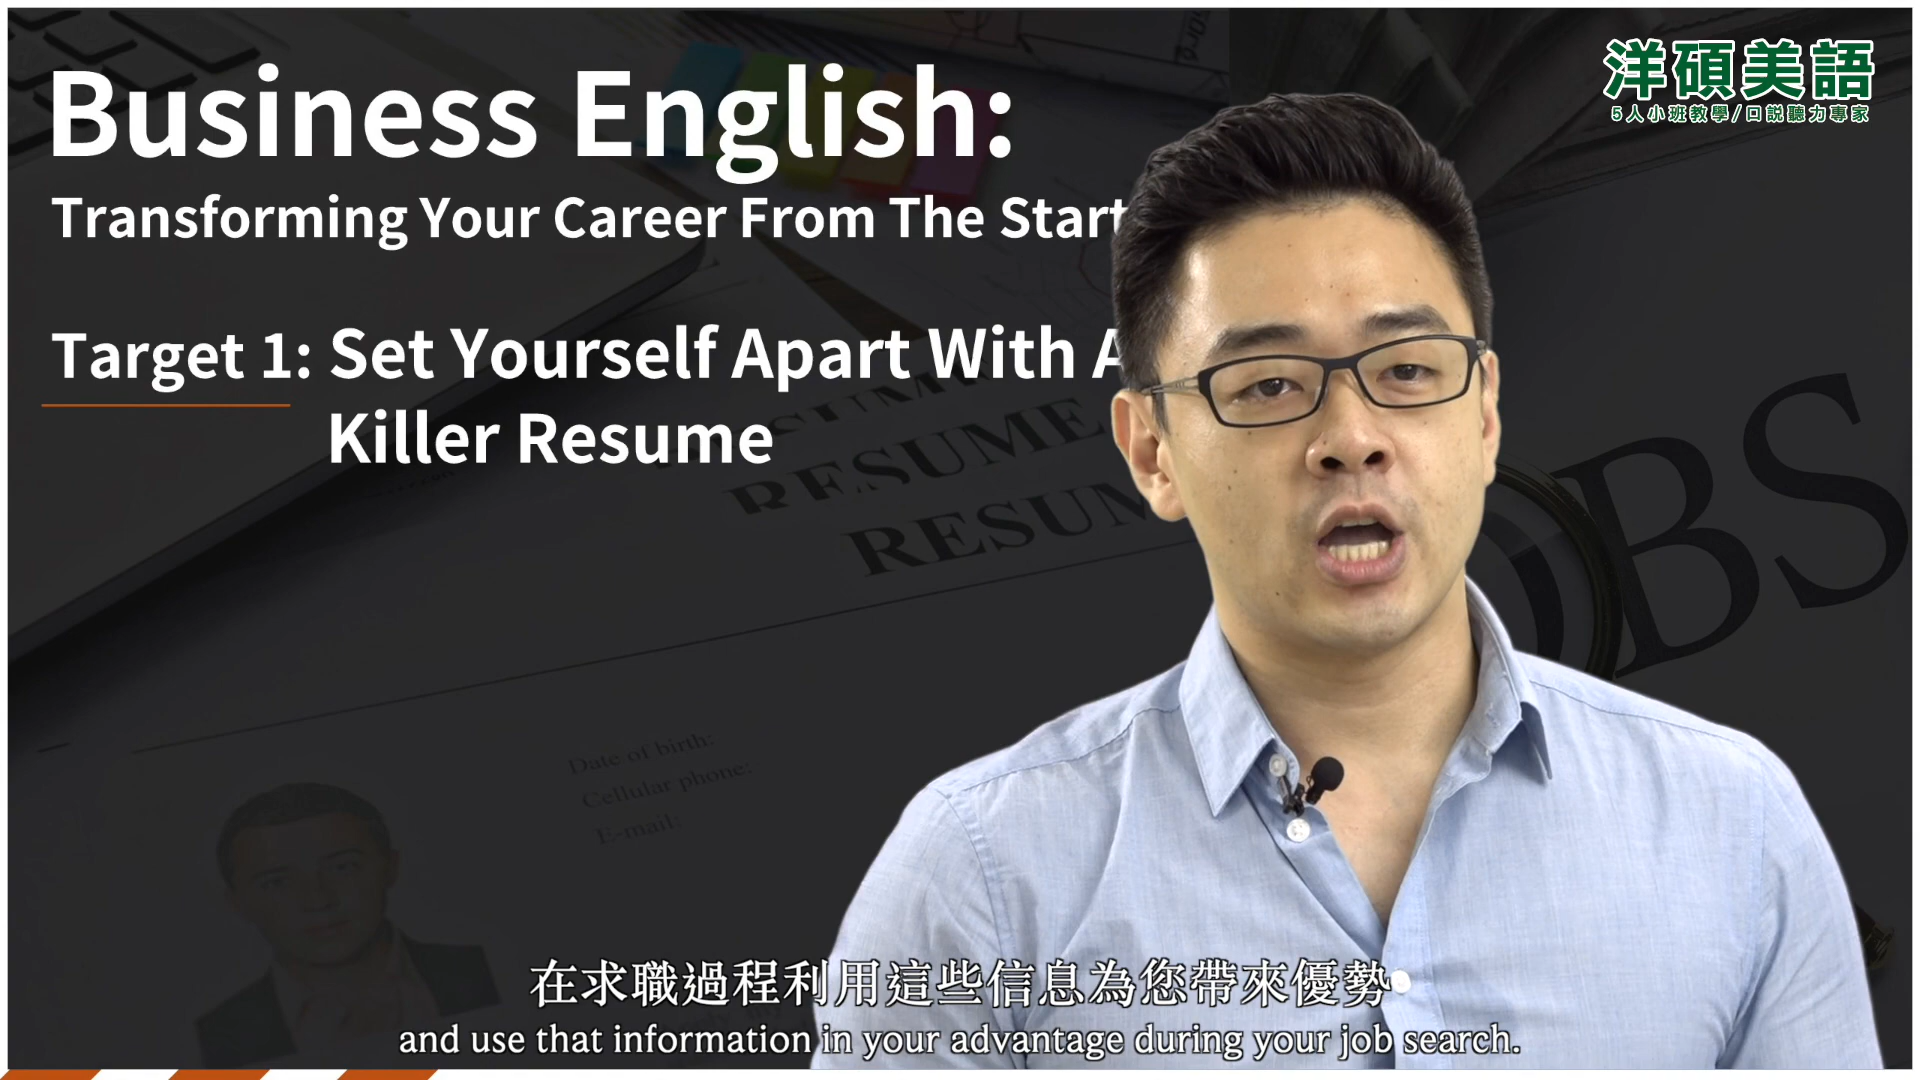 Business English:
洋碩美語
5人小班教學/口説聽力專家
Transforming Your Career From The Start
Target 1: Set Yourself Apart With A
Killer Resume
RESUME
RESUME
JOBS
Date of birth:
Cellular phone:
E-mail:
在求職過程利用這些信息為您帶來優勢
and use that information in your advantage during your job search.